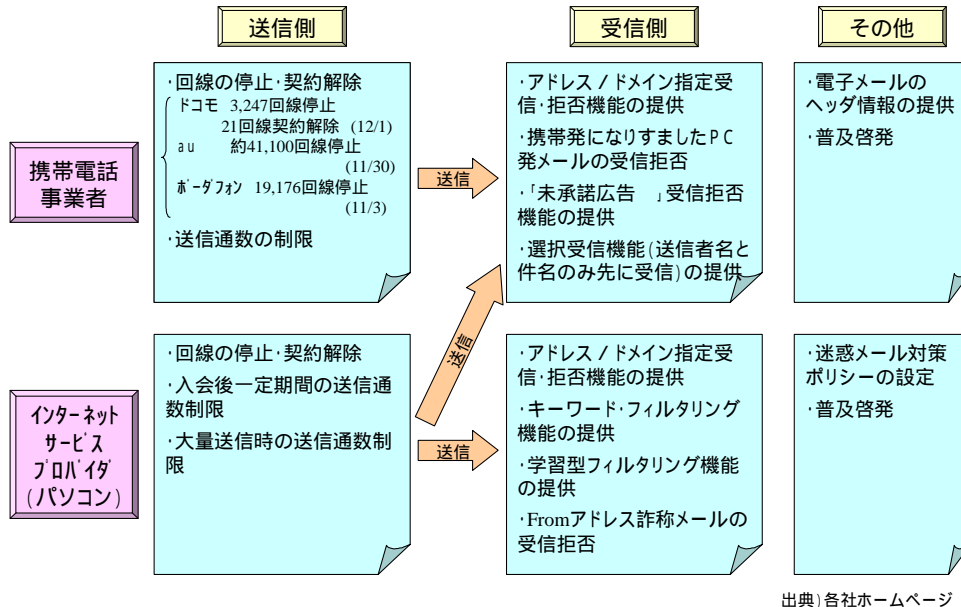 送信側
受信側
その他
携帯電話
事業者
・回線の停止・契約解除
ドコモ 3,247回線停止
21回線契約解除 (12/1)
au 約41,100回線停止
(11/30)
ボーダフォン 19,176回線停止
(11/3)
・送信通数の制限
送信
・アドレス／ドメイン指定受
信・拒否機能の提供
・携帯発になりすましたPC
発メールの受信拒否
・「未承諾広告　」受信拒否
機能の提供
・選択受信機能(送信者名と
件名のみ先に受信)の提供
・電子メールの
ヘッダ情報の提供
・普及啓発
インターネット
サービス
プロバイダ
(パソコン)
・回線の停止・契約解除
・入会後一定期間の送信通
数制限
・大量送信時の送信通数制
限
送信
送信
・アドレス／ドメイン指定受
信・拒否機能の提供
・キーワード・フィルタリング
機能の提供
・学習型フィルタリング機能
の提供
・Fromアドレス詐称メールの
受信拒否
・迷惑メール対策
ポリシーの設定
・普及啓発
出典)各社ホームページ